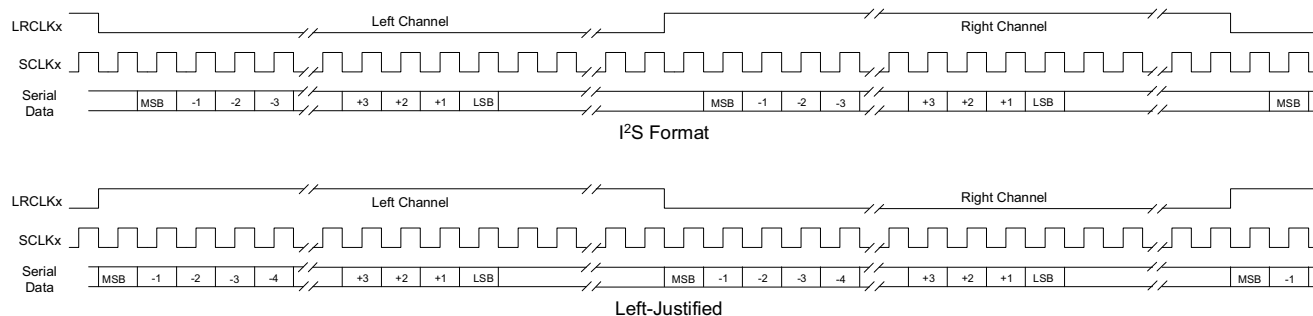 LRCLKx Left Channel Right Channel
SCLKx
Serial Data MSB -1 -2 -3 +3 +2 +1 LSB MSB -1 -2 -3 +3 +2 +1 LSB MSB
I²S Format
LRCLKx Left Channel Right Channel
SCLKx
Serial Data MSB -1 -2 -3 -4 +3 +2 +1 LSB MSB -1 -2 -3 -4 +3 +2 +1 LSB MSB -1
Left-Justified